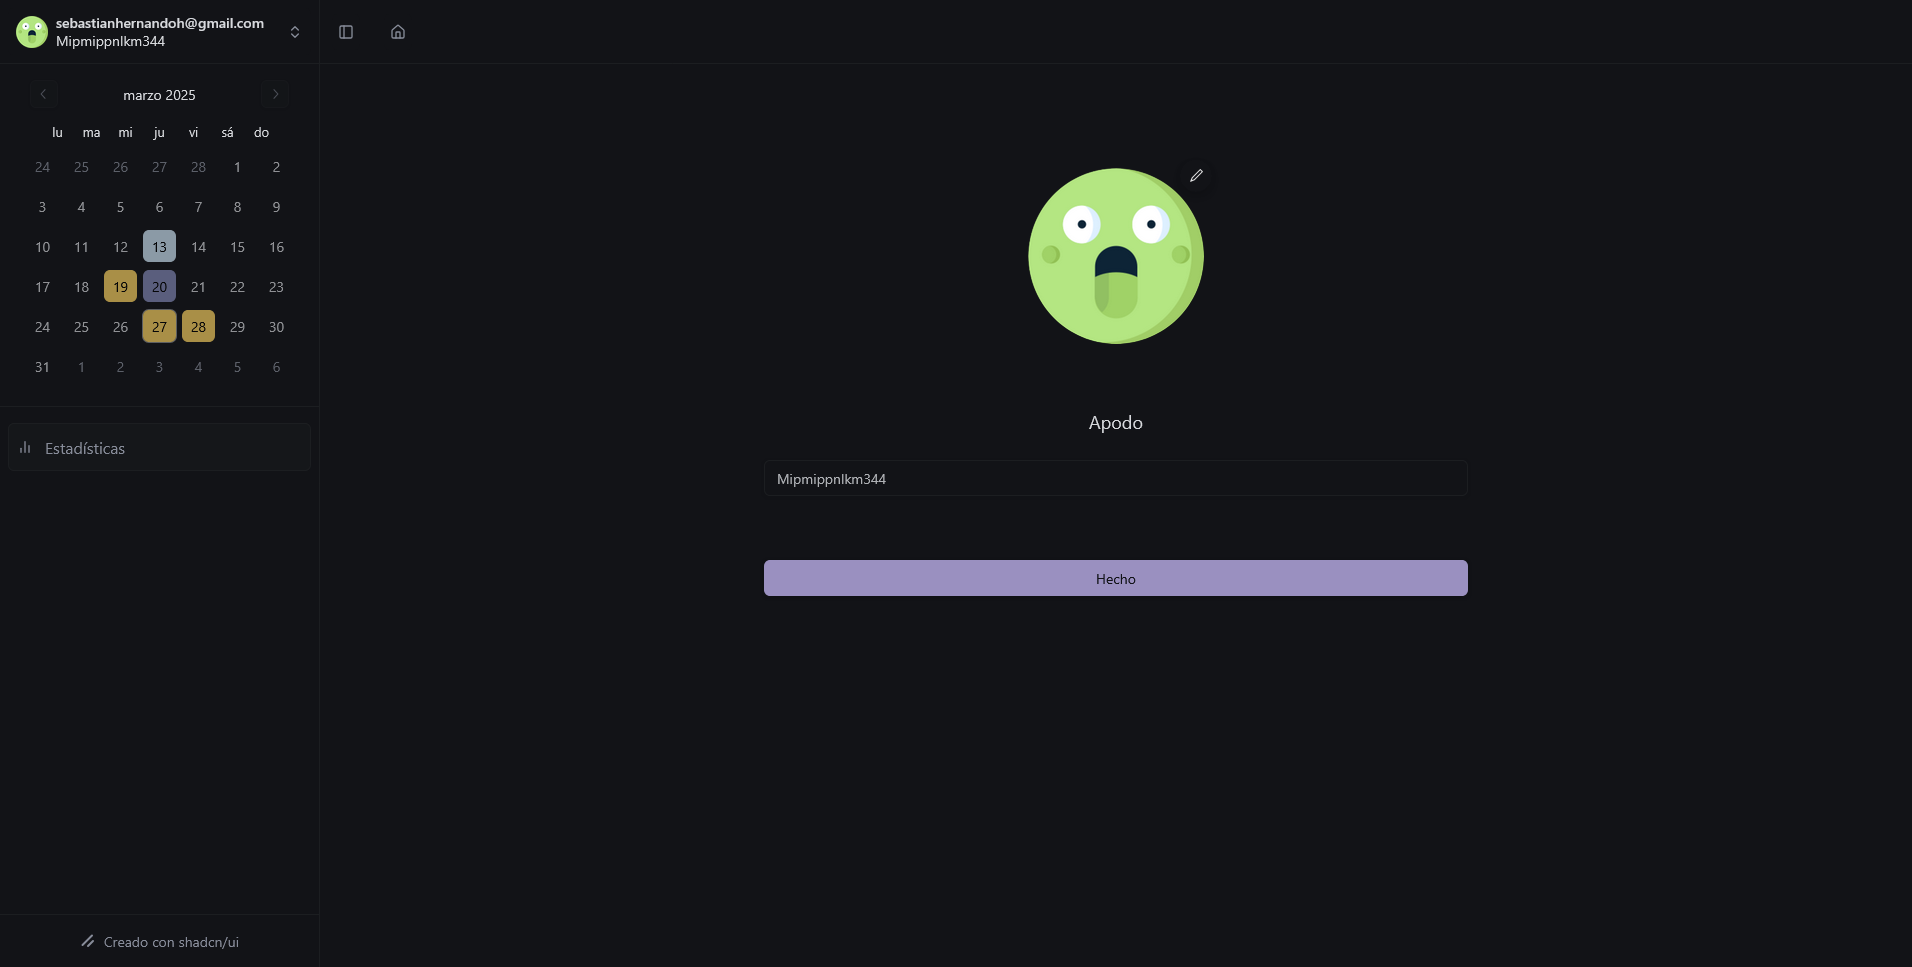 sebastianhernandoh@gmail.com
Mipmippnlkm344
marzo 2025
lu ma mi ju vi sá do
24 25 26 27 28 1 2
3 4 5 6 7 8 9
10 11 12 13 14 15 16
17 18 19 20 21 22 23
24 25 26 27 28 29 30
31 1 2 3 4 5 6
Estadísticas
Creado con shadcn/ui
Apodo
Mipmippnlkm344
Hecho